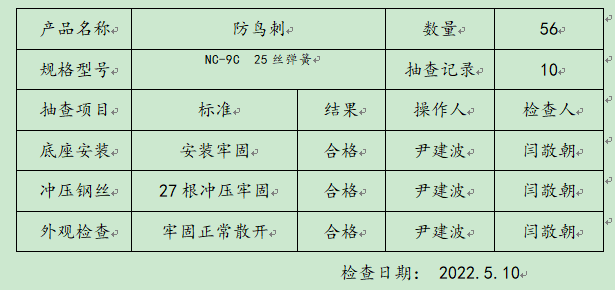 产品名称 防鸟刺 数量 56
规格型号 NC-9C 25丝弹簧 抽查记录 10
抽查项目 标准 结果 操作人 检查人
底座安装 安装牢固 合格 尹建波 闫敬朝
冲压钢丝 27根冲压牢固 合格 尹建波 闫敬朝
外观检查 牢固正常散开 合格 尹建波 闫敬朝
检查日期： 2022.5.10